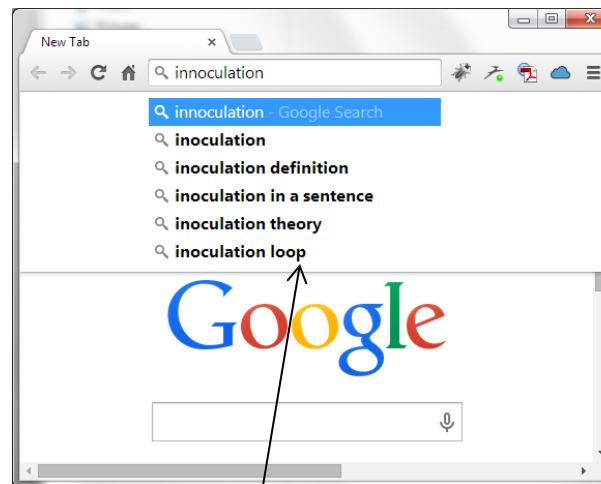 New Tab
innoculation
innoculation - Google Search
inoculation
inoculation definition
inoculation in a sentence
inoculation theory
inoculation loop
Google